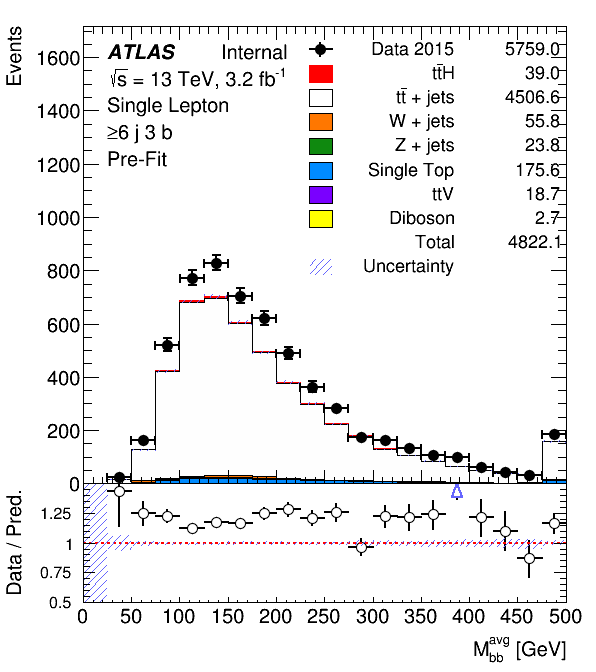 Events
1600
1400
1200
1000
800
600
400
200
0
ATLAS Internal
√s = 13 TeV, 3.2 fb⁻¹
Single Lepton
≥6 j 3 b
Pre-Fit
Data 2015 5759.0
tt̄H 39.0
tt̄ + jets 4506.6
W + jets 55.8
Z + jets 23.8
Single Top 175.6
ttV 18.7
Diboson 2.7
Total 4822.1
Uncertainty
Data / Pred.
1.25
1
0.75
0.5
0 50 100 150 200 250 300 350 400 450 500
M_bb^avg [GeV]